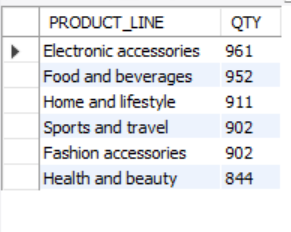 PRODUCT_LINE QTY
Electronic accessories 961
Food and beverages 952
Home and lifestyle 911
Sports and travel 902
Fashion accessories 902
Health and beauty 844